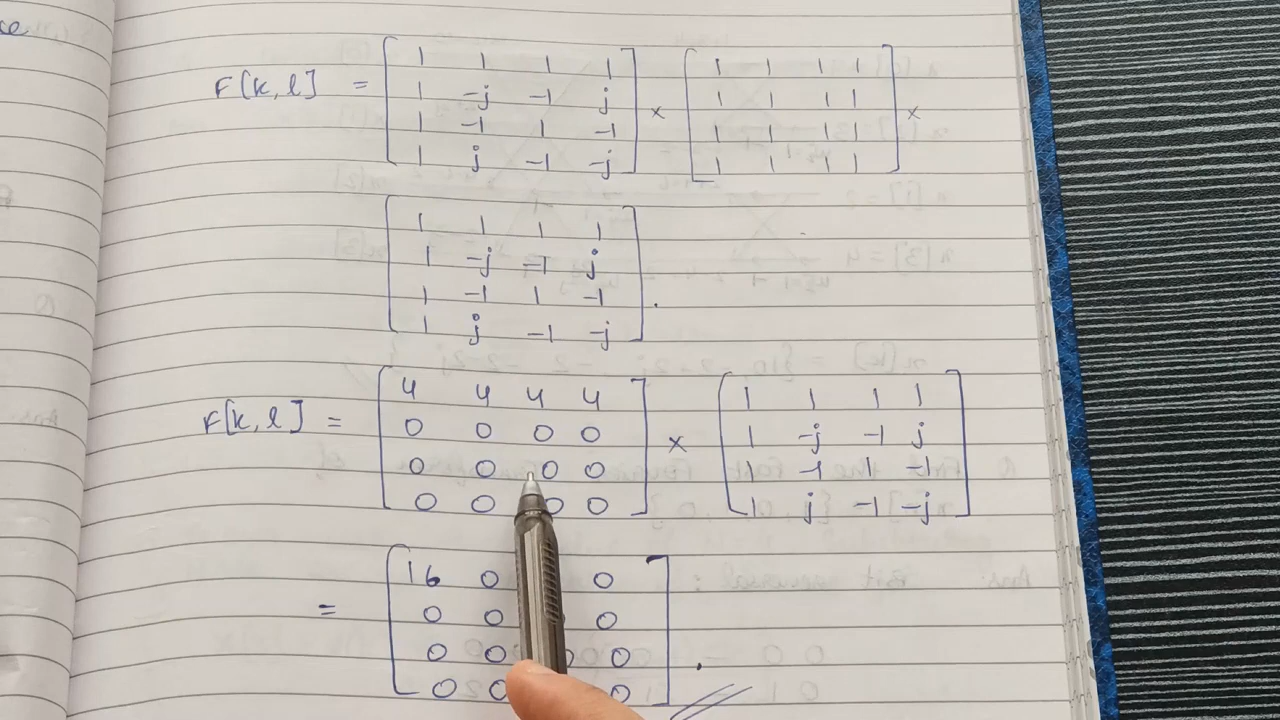 F[k,l] = [ 1 1 1 1 ] × [ 1 1 1 1 ] ×
1 -j -1 j 1 1 1 1
1 -1 1 -1 1 1 1 1
1 j -1 -j 1 1 1 1
1 1 1 1
1 -j -1 j
1 -1 1 -1
1 j -1 -j .
F[k,l] = [ 4 4 4 4 ] × [ 1 1 1 1 ]
0 0 0 0 1 -j -1 j
0 0 0 0 1 -1 1 -1
0 0 0 0 1 j -1 -j
= [ 16 0 0 ]
0 0 0
0 0 0 0 .
0 0 0